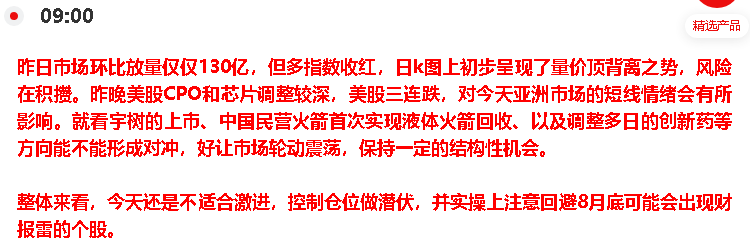 09:00
精选产品
昨日市场环比放量仅仅130亿，但多指数收红，日k图上初步呈现了量价顶背离之势，风险
在积攒。昨晚美股CPO和芯片调整较深，美股三连跌，对今天亚洲市场的短线情绪会有所
影响。就看宇树的上市、中国民营火箭首次实现液体火箭回收、以及调整多日的创新药等
方向能不能形成对冲，好让市场轮动震荡，保持一定的结构性机会。
整体来看，今天还是不适合激进，控制仓位做潜伏，并实操上注意回避8月底可能会出现财
报雷的个股。